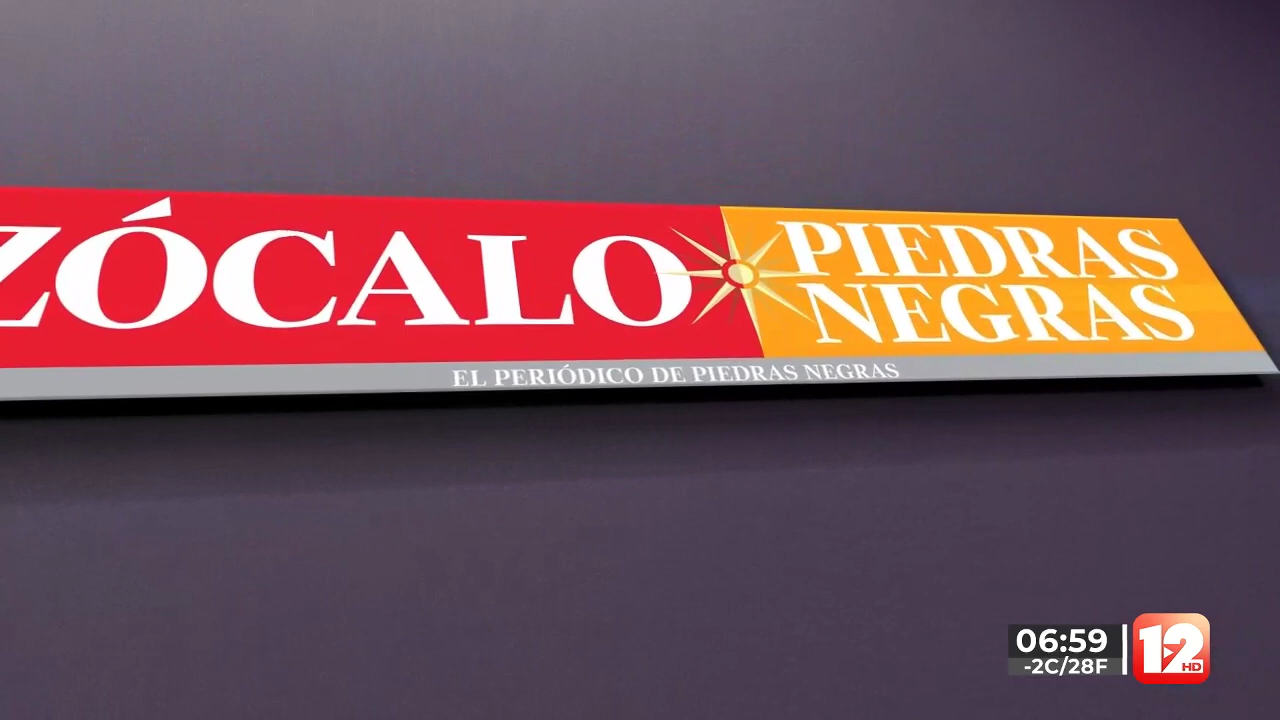 ZÓCALO
PIEDRAS
NEGRAS
EL PERIÓDICO DE PIEDRAS NEGRAS
06:59
-2C/28F
12
HD